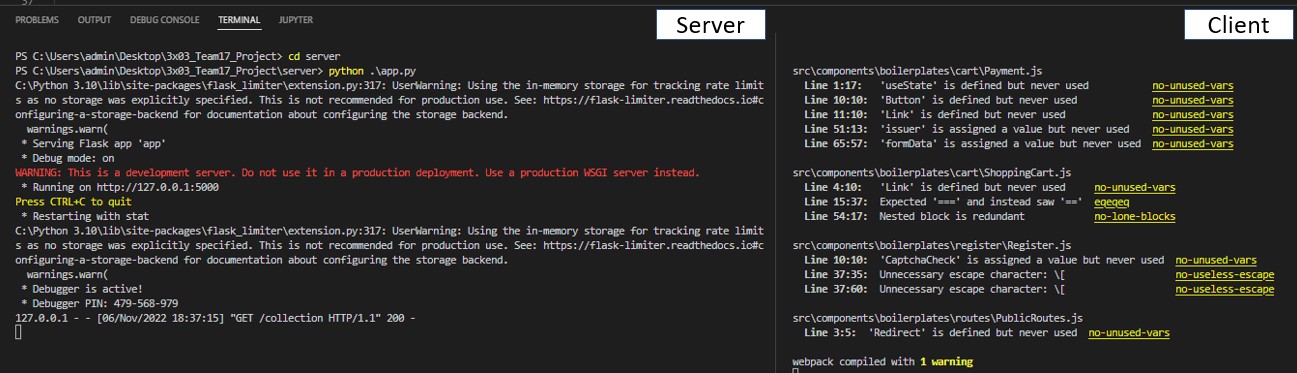 57
PROBLEMS OUTPUT DEBUG CONSOLE TERMINAL JUPYTER
Server
PS C:\Users\admin\Desktop\3x03_Team17_Project> cd server
PS C:\Users\admin\Desktop\3x03_Team17_Project\server> python .\app.py
C:\Python 3.10\lib\site-packages\flask_limiter\extension.py:317: UserWarning: Using the in-memory storage for tracking rate limit
s as no storage was explicitly specified. This is not recommended for production use. See: https://flask-limiter.readthedocs.io#c
onfiguring-a-storage-backend for documentation about configuring the storage backend.
warnings.warn(
* Serving Flask app 'app'
* Debug mode: on
WARNING: This is a development server. Do not use it in a production deployment. Use a production WSGI server instead.
* Running on http://127.0.0.1:5000
Press CTRL+C to quit
* Restarting with stat
C:\Python 3.10\lib\site-packages\flask_limiter\extension.py:317: UserWarning: Using the in-memory storage for tracking rate limit
s as no storage was explicitly specified. This is not recommended for production use. See: https://flask-limiter.readthedocs.io#c
onfiguring-a-storage-backend for documentation about configuring the storage backend.
warnings.warn(
* Debugger is active!
* Debugger PIN: 479-568-979
127.0.0.1 - - [06/Nov/2022 18:37:15] "GET /collection HTTP/1.1" 200 -
Client
src\components\boilerplates\cart\Payment.js
Line 1:17: 'useState' is defined but never used no-unused-vars
Line 10:10: 'Button' is defined but never used no-unused-vars
Line 11:10: 'Link' is defined but never used no-unused-vars
Line 51:13: 'issuer' is assigned a value but never used no-unused-vars
Line 65:57: 'formData' is assigned a value but never used no-unused-vars
src\components\boilerplates\cart\ShoppingCart.js
Line 4:10: 'Link' is defined but never used no-unused-vars
Line 15:37: Expected '===' and instead saw '==' eqeqeq
Line 54:17: Nested block is redundant no-lone-blocks
src\components\boilerplates\register\Register.js
Line 10:10: 'CaptchaCheck' is assigned a value but never used no-unused-vars
Line 37:35: Unnecessary escape character: \[ no-useless-escape
Line 37:60: Unnecessary escape character: \[ no-useless-escape
src\components\boilerplates\routes\PublicRoutes.js
Line 3:5: 'Redirect' is defined but never used no-unused-vars
webpack compiled with 1 warning